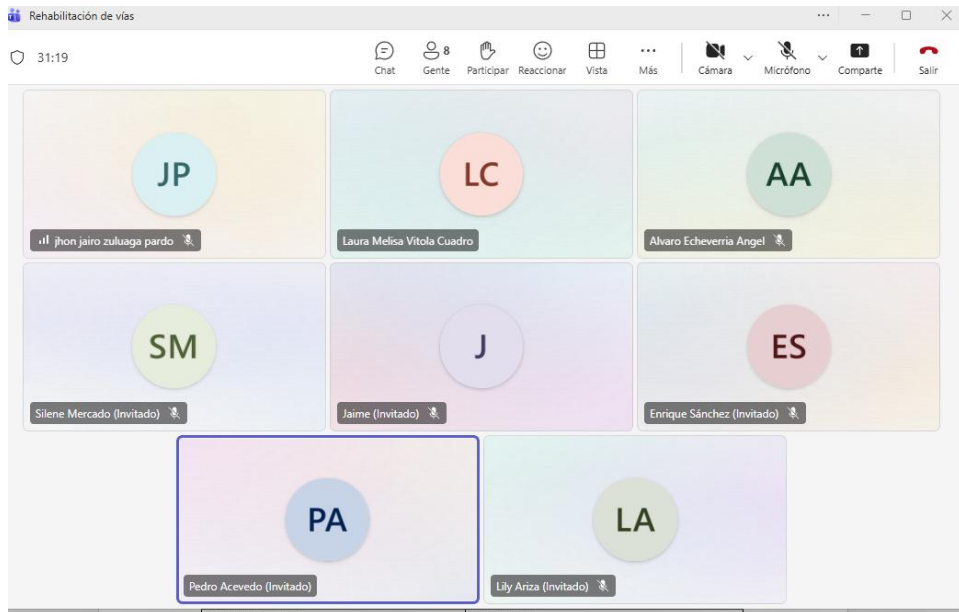 Rehabilitación de vías
31:19
Chat
8
Gente
Participar
Reaccionar
Vista
Más
Cámara
Micrófono
Comparte
Salir
JP
jhon jairo zuluaga pardo
LC
Laura Melisa Vitola Cuadro
AA
Alvaro Echeverria Angel
SM
Silene Mercado (Invitado)
J
Jaime (Invitado)
ES
Enrique Sánchez (Invitado)
PA
Pedro Acevedo (Invitado)
LA
Lily Ariza (Invitado)